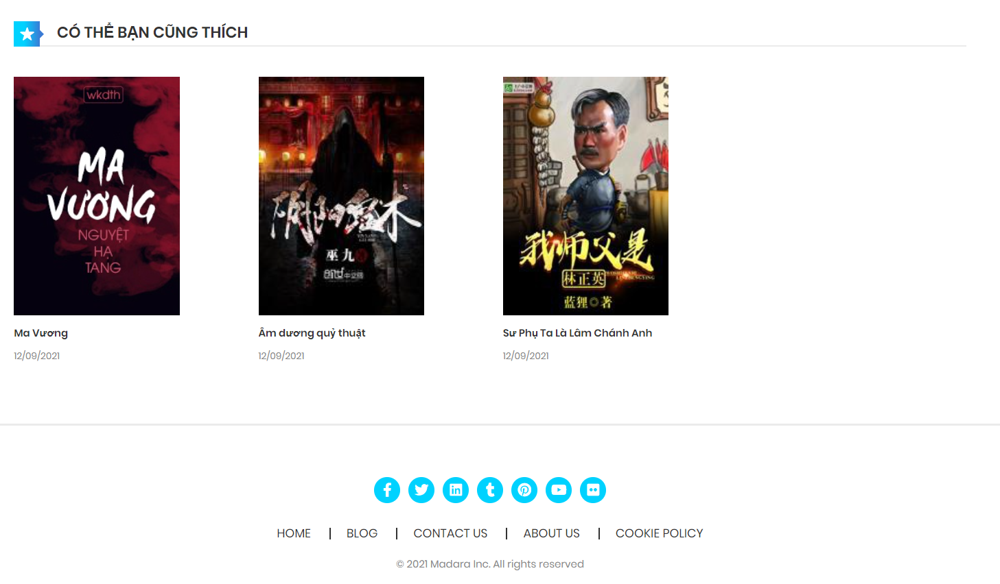 CÓ THỂ BẠN CŨNG THÍCH
wkdth
MA
VƯƠNG
NGUYỆT
HẠ
TANG
巫九
中文网
我师父是
林正英
蓝狸 著
Ma Vương
Âm dương quỷ thuật
Sư Phụ Ta Là Lâm Chánh Anh
12/09/2021
12/09/2021
12/09/2021
HOME
BLOG
CONTACT US
ABOUT US
COOKIE POLICY
© 2021 Madara Inc. All rights reserved